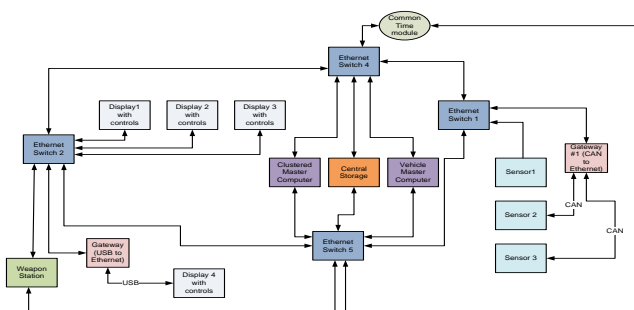 Common
Time
module
Ethernet
Switch 4
Display1
with
controls
Display 2
with
controls
Display 3
with
controls
Ethernet
Switch 1
Ethernet
Switch 2
Clustered
Master
Computer
Central
Storage
Vehicle
Master
Computer
Sensor1
Gateway
#1 (CAN
to
Ethernet)
CAN
Sensor 2
CAN
Ethernet
Switch 5
Sensor 3
Weapon
Station
Gateway
(USB to
Ethernet)
USB
Display 4
with
controls